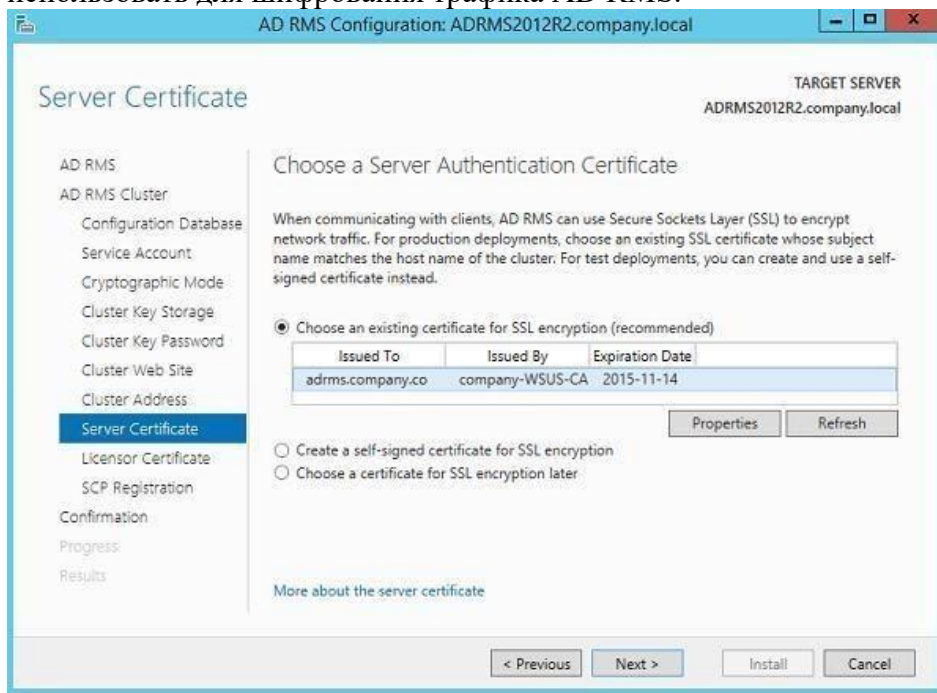 использовать для шифрования трафика AD RMS.
AD RMS Configuration: ADRMS2012R2.company.local
Server Certificate
TARGET SERVER
ADRMS2012R2.company.local
AD RMS
AD RMS Cluster
Configuration Database
Service Account
Cryptographic Mode
Cluster Key Storage
Cluster Key Password
Cluster Web Site
Cluster Address
Server Certificate
Licensor Certificate
SCP Registration
Confirmation
Progress
Results
Choose a Server Authentication Certificate
When communicating with clients, AD RMS can use Secure Sockets Layer (SSL) to encrypt
network traffic. For production deployments, choose an existing SSL certificate whose subject
name matches the host name of the cluster. For test deployments, you can create and use a self-
signed certificate instead.
Choose an existing certificate for SSL encryption (recommended)
Issued To Issued By Expiration Date
adrms.company.co company-WSUS-CA 2015-11-14
Properties Refresh
Create a self-signed certificate for SSL encryption
Choose a certificate for SSL encryption later
More about the server certificate
< Previous Next > Install Cancel